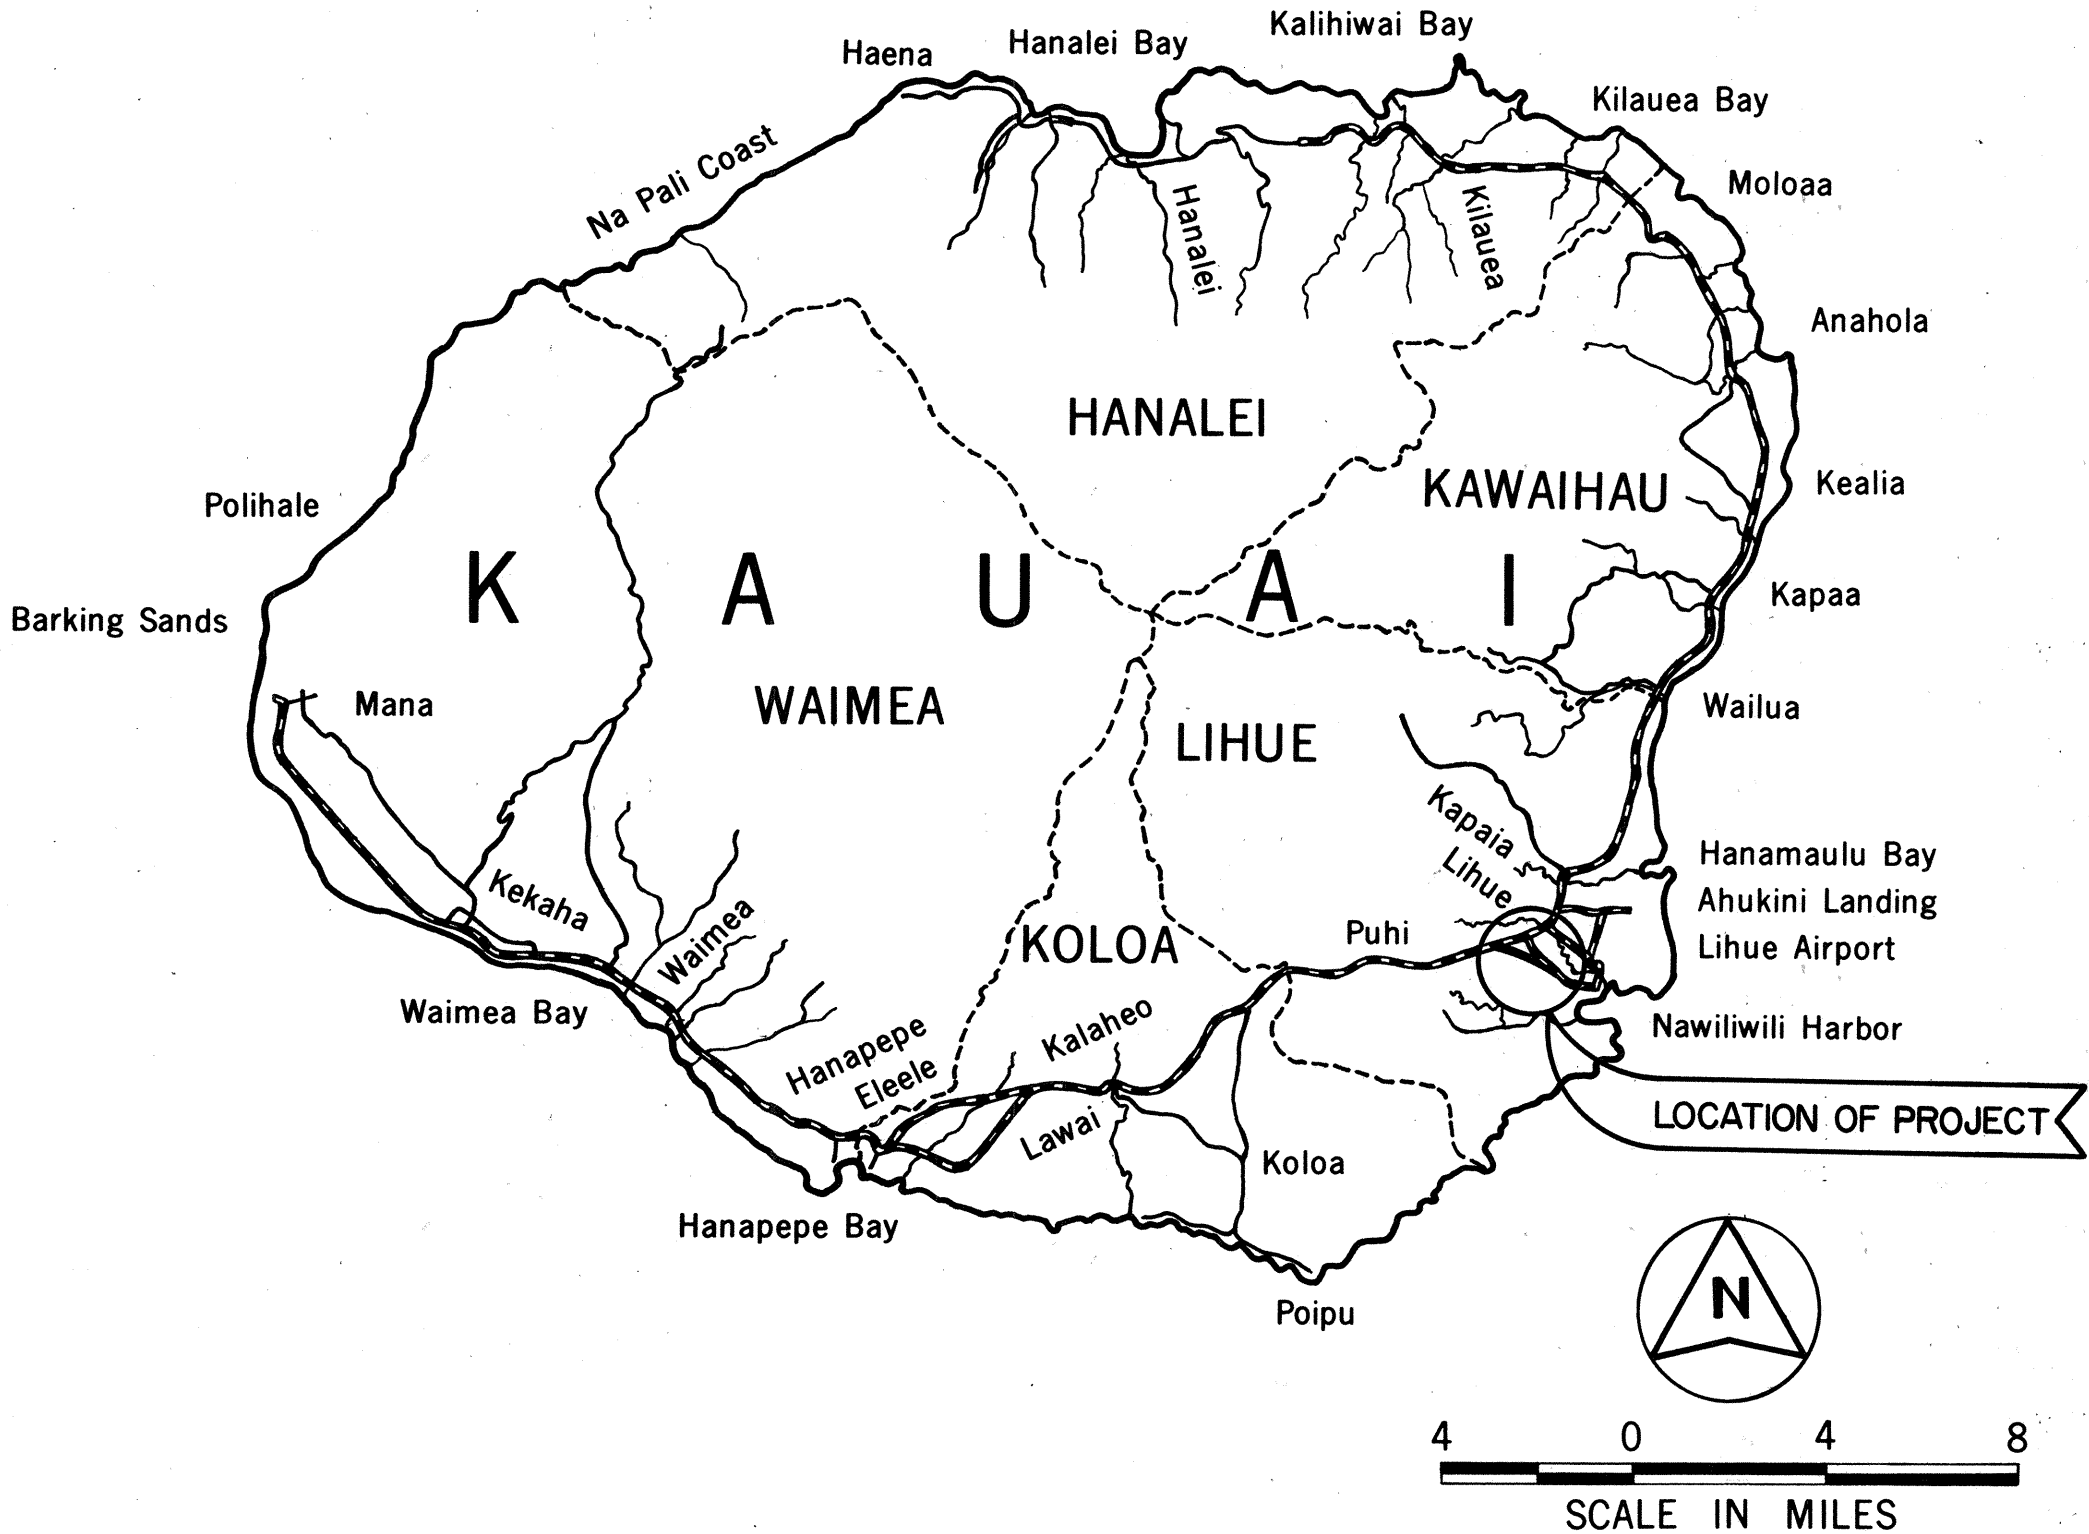 Kalihiwai Bay
Hanalei Bay
Haena
Kilauea Bay
Na Pali Coast
Moloaa
Hanalei
Kilauea
Anahola
HANALEI
KAWAIHAU
Kealia
Polihale
KAUAI
Kapaa
Barking Sands
Mana
WAIMEA
Wailua
LIHUE
Kapaia
Lihue
Hanamaulu Bay
Ahukini Landing
Lihue Airport
Kekaha
Waimea
KOLOA
Puhi
Waimea Bay
Nawiliwili Harbor
Hanapepe
Eleele
Kalaheo
Lawai
LOCATION OF PROJECT
Koloa
Hanapepe Bay
Poipu
N
4 0 4 8
SCALE IN MILES